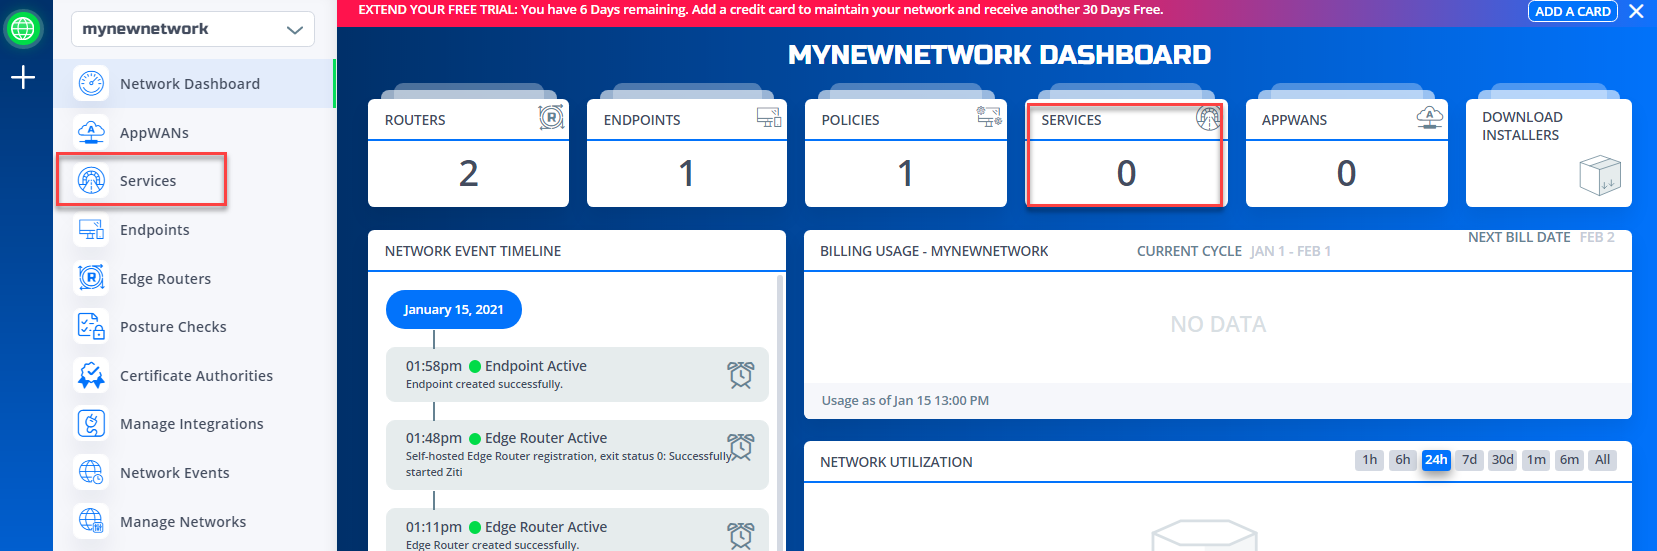 EXTEND YOUR FREE TRIAL: You have 6 Days remaining. Add a credit card to maintain your network and receive another 30 Days Free.
ADD A CARD
mynewnetwork
Network Dashboard
AppWANs
Services
Endpoints
Edge Routers
Posture Checks
Certificate Authorities
Manage Integrations
Network Events
Manage Networks
MYNEWNETWORK DASHBOARD
ROUTERS
2
ENDPOINTS
1
POLICIES
1
SERVICES
0
APPWANS
0
DOWNLOAD
INSTALLERS
NETWORK EVENT TIMELINE
January 15, 2021
01:58pm Endpoint Active
Endpoint created successfully.
01:48pm Edge Router Active
Self-hosted Edge Router registration, exit status 0: Successfully
started Ziti
01:11pm Edge Router Active
Edge Router created successfully.
BILLING USAGE - MYNEWNETWORK
CURRENT CYCLE JAN 1 - FEB 1
NEXT BILL DATE FEB 2
NO DATA
Usage as of Jan 15 13:00 PM
NETWORK UTILIZATION
1h 6h 24h 7d 30d 1m 6m All